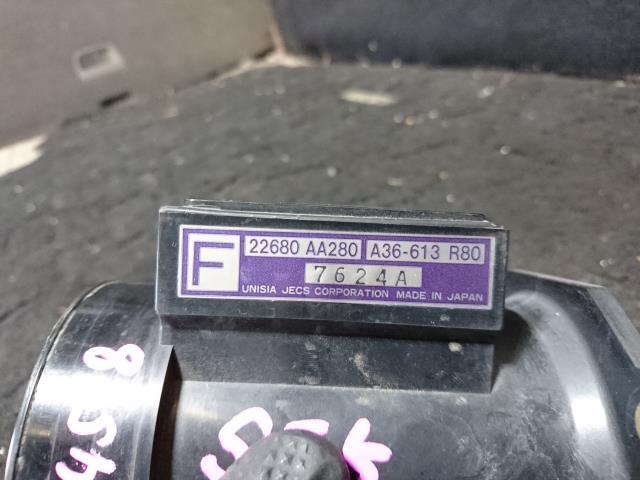 F
22680 AA280 A36-613 R80
7624A
UNISIA JECS CORPORATION MADE IN JAPAN